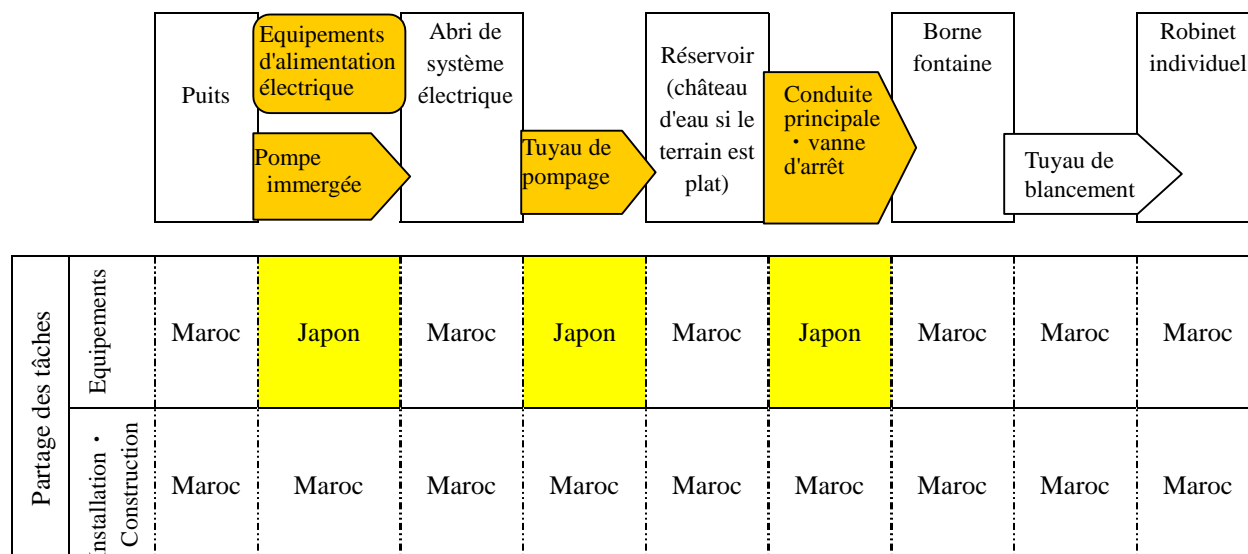 Puits
Equipements
d'alimentation
électrique
Pompe
immergée
Abri de
système
électrique
Tuyau de
pompage
Réservoir
(château
d'eau si le
terrain est
plat)
Conduite
principale
・vanne
d'arrêt
Borne
fontaine
Tuyau de
blancement
Robinet
individuel
Partage des tâches
Equipements
Maroc Japon Maroc Japon Maroc Japon Maroc Maroc Maroc
Installation・
Construction
Maroc Maroc Maroc Maroc Maroc Maroc Maroc Maroc Maroc